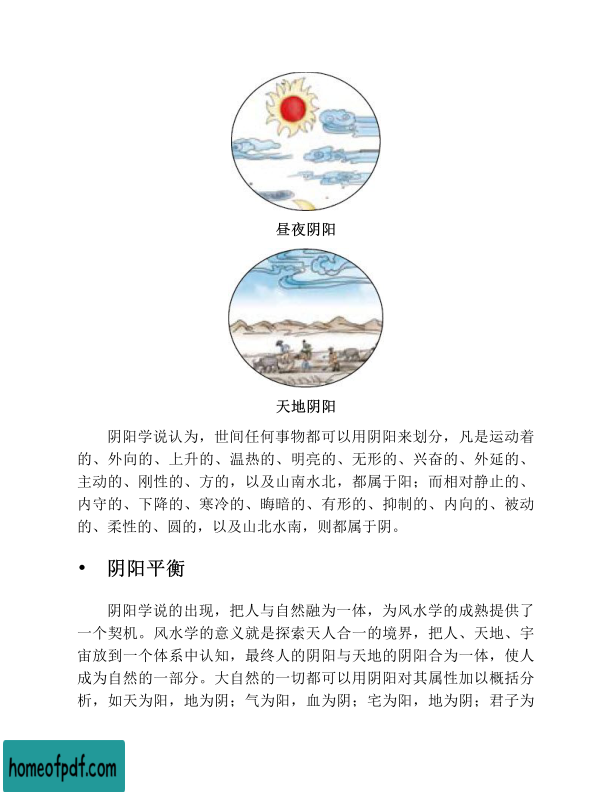 昼夜阴阳
天地阴阳
阴阳学说认为，世间任何事物都可以用阴阳来划分，凡是运动着
的、外向的、上升的、温热的、明亮的、无形的、兴奋的、外延的、
主动的、刚性的、方的，以及山南水北，都属于阳；而相对静止的、
内守的、下降的、寒冷的、晦暗的、有形的、抑制的、内向的、被动
的、柔性的、圆的，以及山北水南，则都属于阴。
• 阴阳平衡
阴阳学说的出现，把人与自然融为一体，为风水学的成熟提供了
一个契机。风水学的意义就是探索天人合一的境界，把人、天地、宇
宙放到一个体系中认知，最终人的阴阳与天地的阴阳合为一体，使人
成为自然的一部分。大自然的一切都可以用阴阳对其属性加以概括分
析，如天为阳，地为阴；气为阳，血为阴；宅为阳，地为阴；君子为
homeofpdf.com